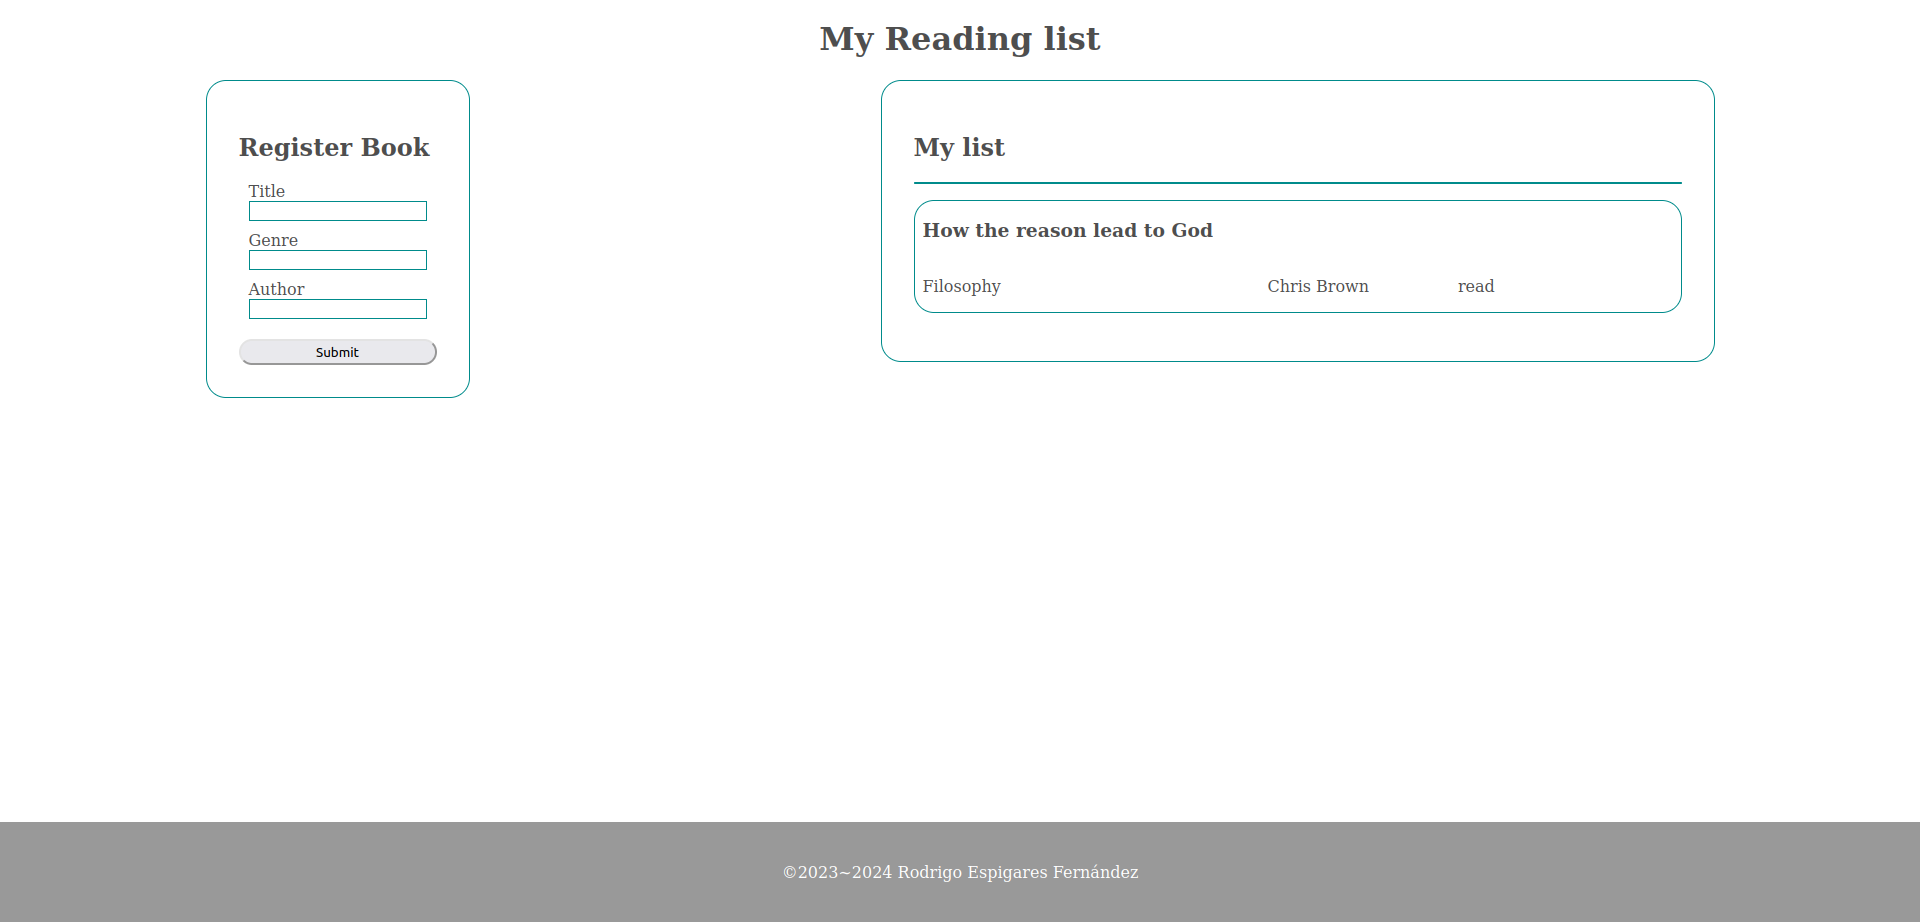 My Reading list
Register Book
Title
Genre
Author
Submit
My list
How the reason lead to God
Filosophy Chris Brown read
©2023~2024 Rodrigo Espigares Fernández